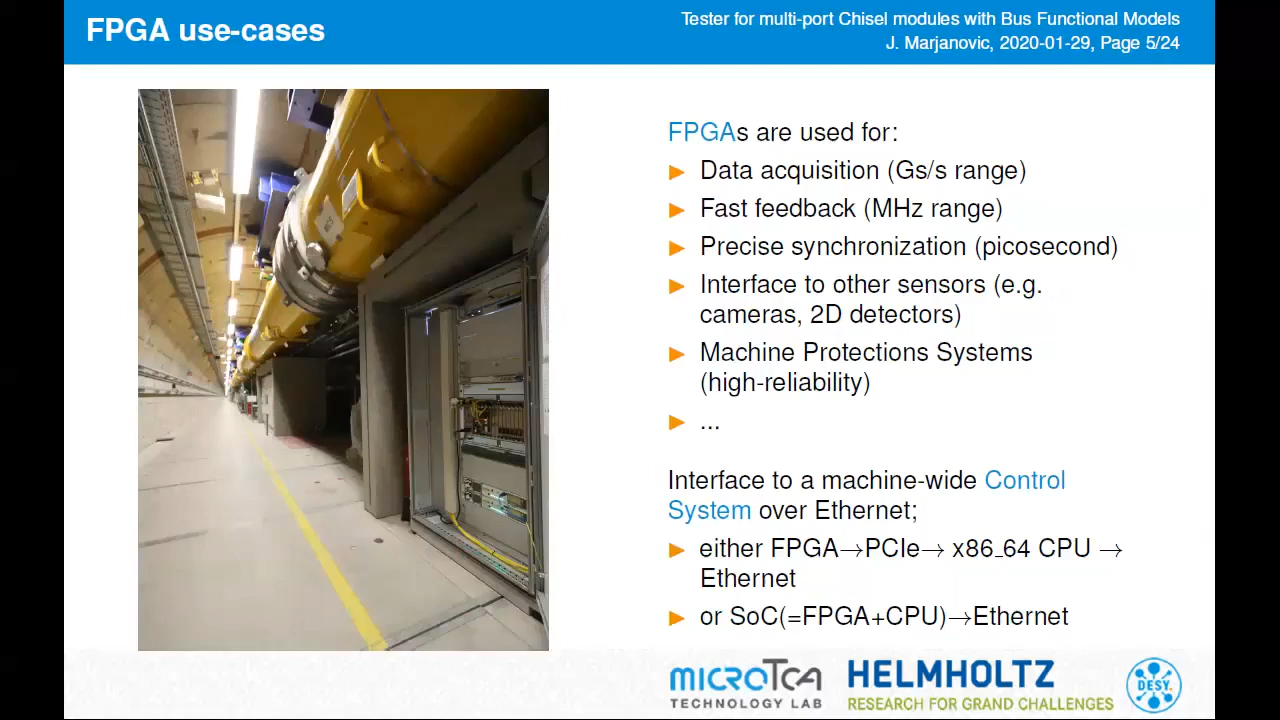 FPGA use-cases
Tester for multi-port Chisel modules with Bus Functional Models
J. Marjanovic, 2020-01-29, Page 5/24
FPGAs are used for:
► Data acquisition (Gs/s range)
► Fast feedback (MHz range)
► Precise synchronization (picosecond)
► Interface to other sensors (e.g.
cameras, 2D detectors)
► Machine Protections Systems
(high-reliability)
► ...
Interface to a machine-wide Control
System over Ethernet;
► either FPGA→PCIe→ x86_64 CPU →
Ethernet
► or SoC(=FPGA+CPU)→Ethernet
MICROTCA
TECHNOLOGY LAB
HELMHOLTZ
RESEARCH FOR GRAND CHALLENGES
DESY.